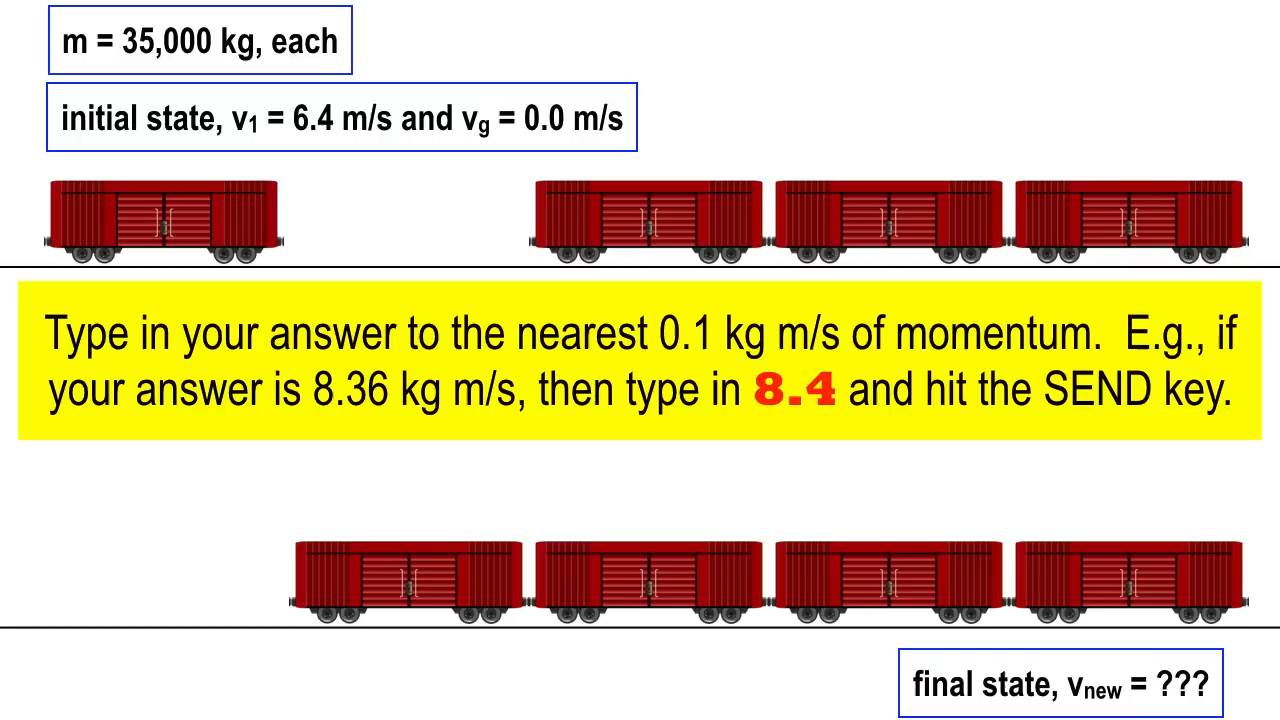 m = 35,000 kg, each
initial state, v₁ = 6.4 m/s and vg = 0.0 m/s
Type in your answer to the nearest 0.1 kg m/s of momentum.  E.g., if
your answer is 8.36 kg m/s, then type in 8.4 and hit the SEND key.
final state, vnew = ???